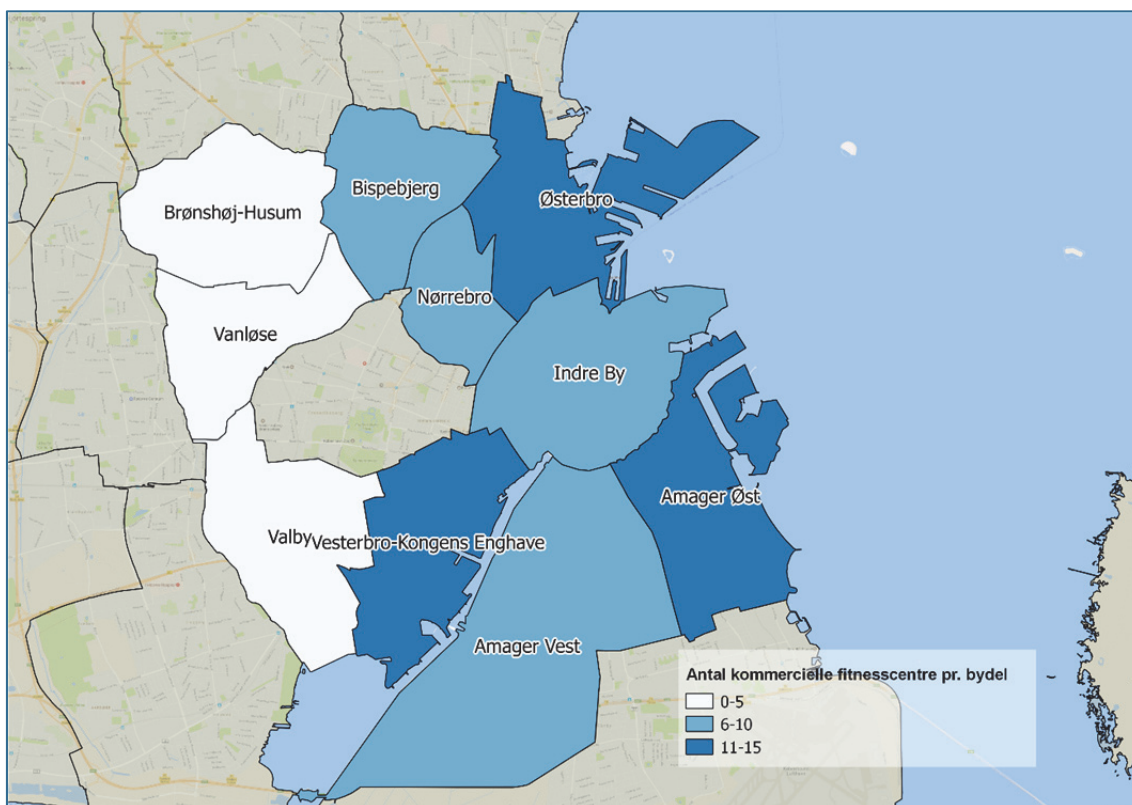 Bispebjerg
Østerbro
Brønshøj-Husum
Nørrebro
Vanløse
Indre By
Amager Øst
Valby
Vesterbro-Kongens Enghave
Amager Vest
Antal kommercielle fitnesscentre pr. bydel
0-5
6-10
11-15